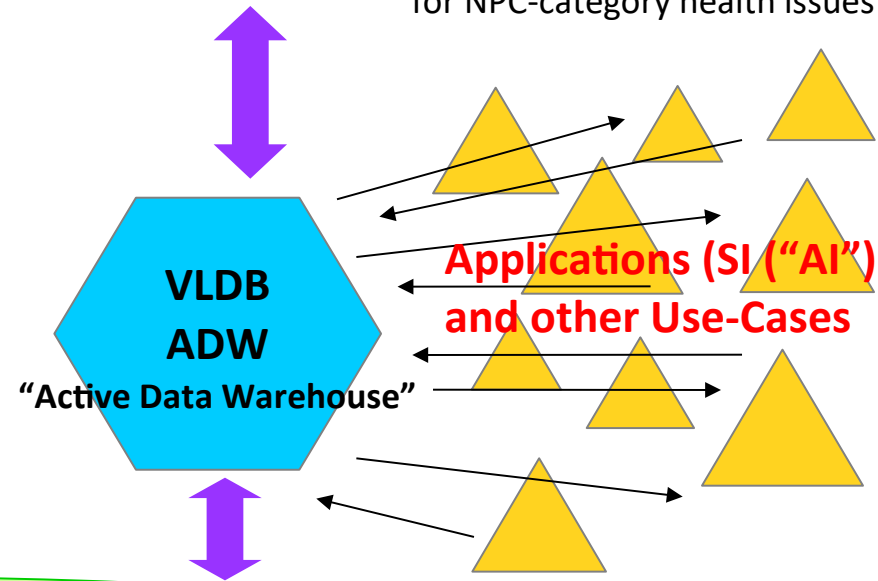 for NPC-category health issues
VLDB
ADW
“Active Data Warehouse”
Applications (SI (“AI”)
and other Use-Cases